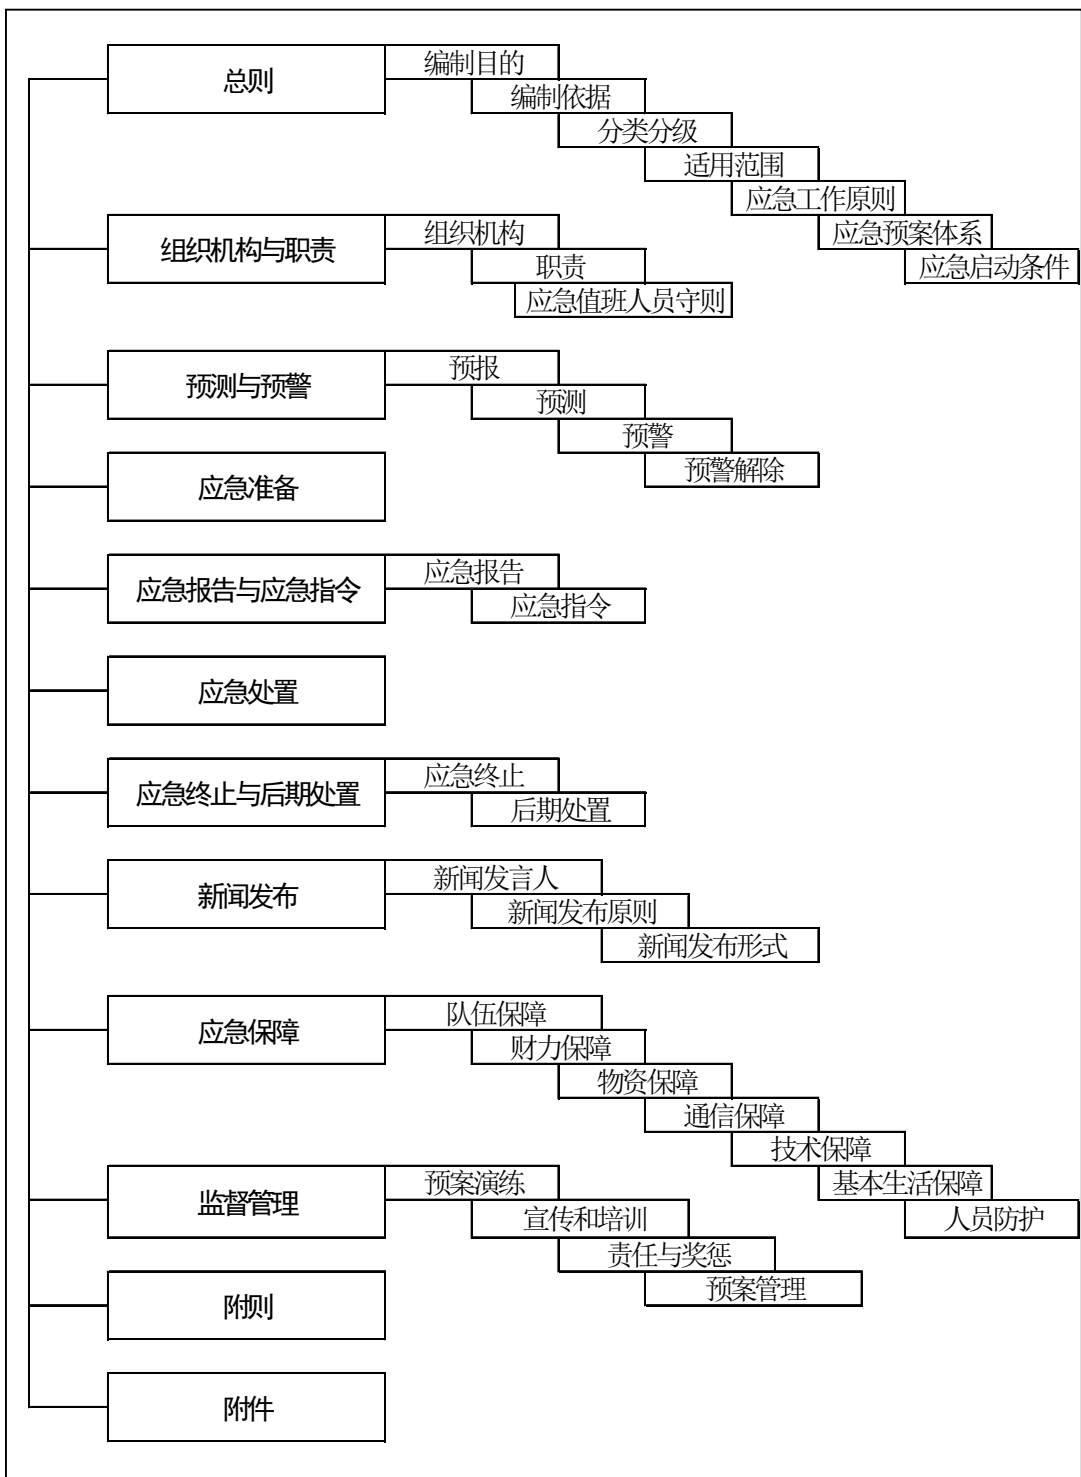 总则
编制目的
编制依据
分类分级
适用范围
应急工作原则
应急预案体系
应急启动条件
组织机构与职责
组织机构
职责
应急值班人员守则
预测与预警
预报
预测
预警
预警解除
应急准备
应急报告与应急指令
应急报告
应急指令
应急处置
应急终止与后期处置
应急终止
后期处置
新闻发布
新闻发言人
新闻发布原则
新闻发布形式
应急保障
队伍保障
财力保障
物资保障
通信保障
技术保障
基本生活保障
人员防护
监督管理
预案演练
宣传和培训
责任与奖惩
预案管理
附则
附件